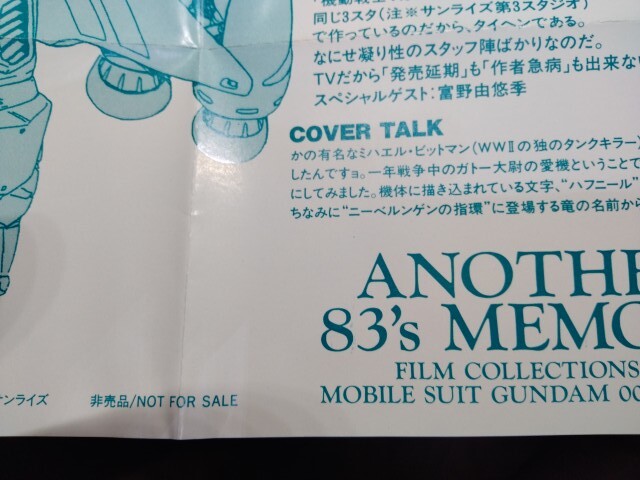 同じ3スタ(注※サンライズ第3スタジオ)
で作っているのだから、タイヘンである。
なにせ凝り性のスタッフ陣ばかりなのだ。
TVだから「発売延期」も「作者急病」も出来ない
スペシャルゲスト:富野由悠季
COVER TALK
かの有名なミハエル・ビットマン(WWⅡの独のタンクキラー)
したんですョ。一年戦争中のガトー大尉の愛機ということで
にしてみました。機体に描き込まれている文字、“ハフニール”
ちなみに“ニーベルンゲンの指環”に登場する竜の名前から
ANOTHE
83's MEMO
FILM COLLECTIONS
MOBILE SUIT GUNDAM 00
ンライズ 非売品/NOT FOR SALE